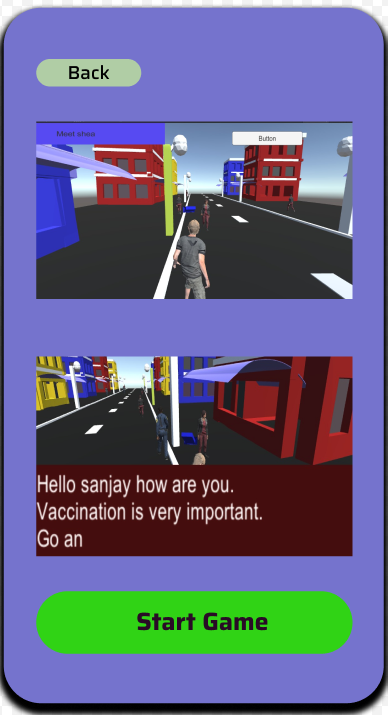 Back
Meet shea
Button
Hello sanjay how are you.
Vaccination is very important.
Go an
Start Game